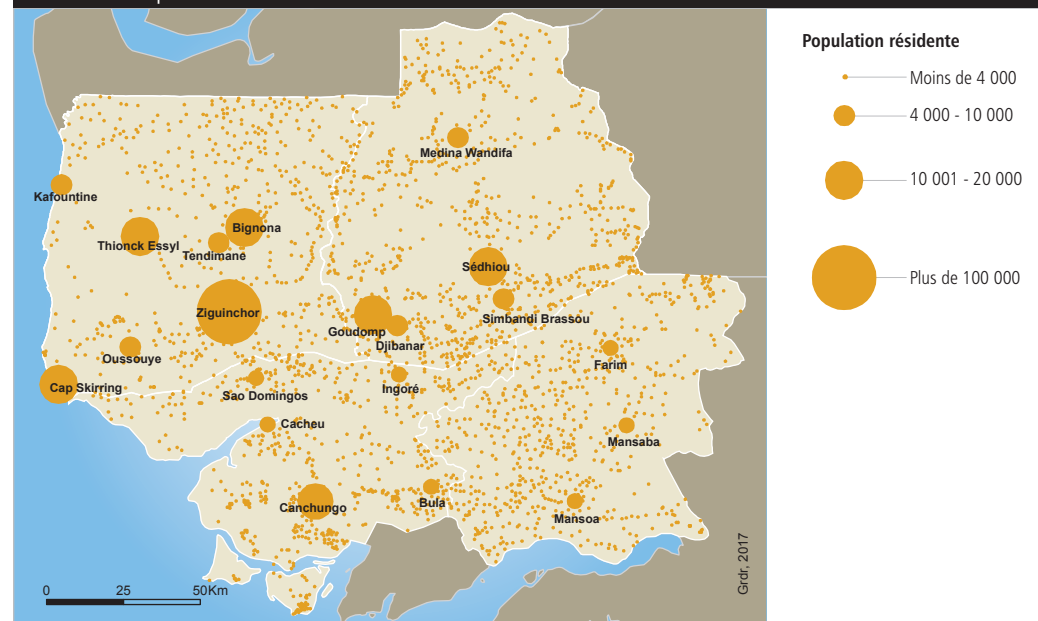 Population résidente
Moins de 4 000
4 000 - 10 000
10 001 - 20 000
Plus de 100 000
Medina Wandifa
Kafountine
Bignona
Thionck Essyl
Tendimane
Sédhiou
Ziguinchor
Simbandi Brassou
Goudomp
Djibanar
Oussouye
Farim
Cap Skirring
Ingoré
Sao Domingos
Cacheu
Mansaba
Bula
Canchungo
Mansoa
0 25 50Km
Grdr, 2017